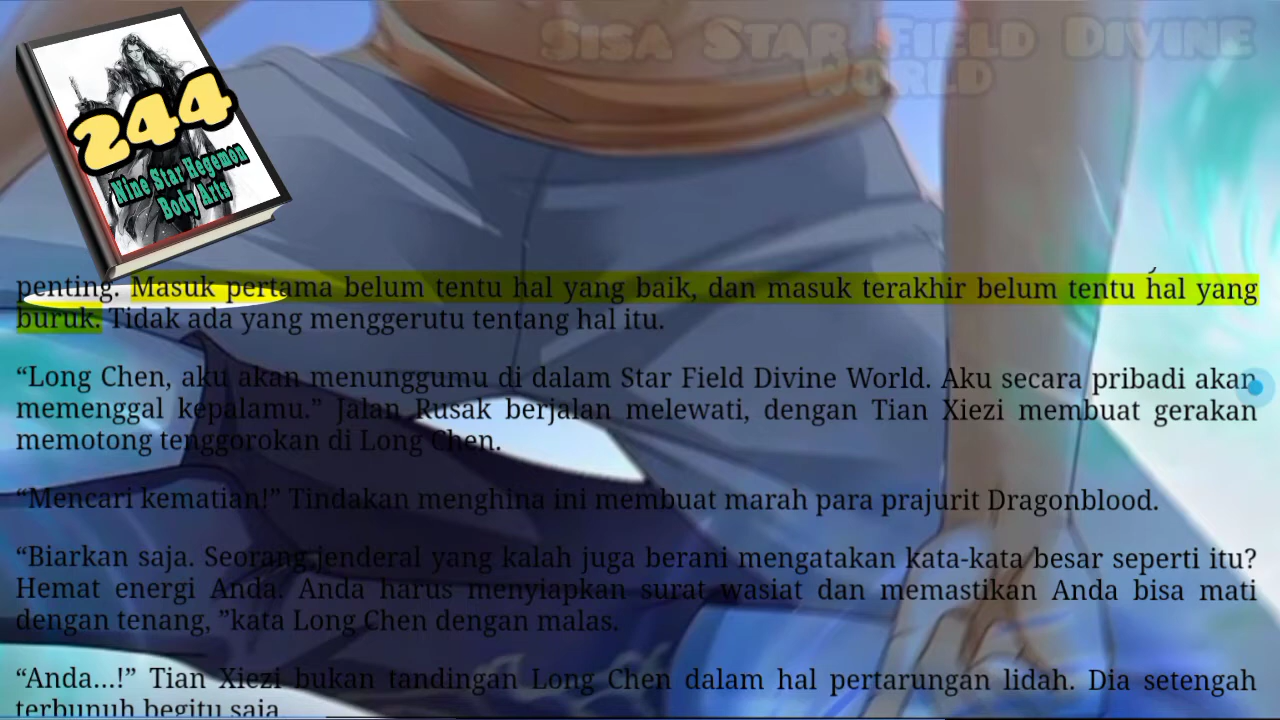 Sisa Star Field Divine
World
244
Nine Star Hegemon
Body Arts
penting. Masuk pertama belum tentu hal yang baik, dan masuk terakhir belum tentu hal yang
buruk. Tidak ada yang menggerutu tentang hal itu.
“Long Chen, aku akan menunggumu di dalam Star Field Divine World. Aku secara pribadi akan
memenggal kepalamu.” Jalan Rusak berjalan melewati, dengan Tian Xiezi membuat gerakan
memotong tenggorokan di Long Chen.
“Mencari kematian!” Tindakan menghina ini membuat marah para prajurit Dragonblood.
“Biarkan saja. Seorang jenderal yang kalah juga berani mengatakan kata-kata besar seperti itu?
Hemat energi Anda. Anda harus menyiapkan surat wasiat dan memastikan Anda bisa mati
dengan tenang, ”kata Long Chen dengan malas.
“Anda...!” Tian Xiezi bukan tandingan Long Chen dalam hal pertarungan lidah. Dia setengah
terbunuh begitu saja